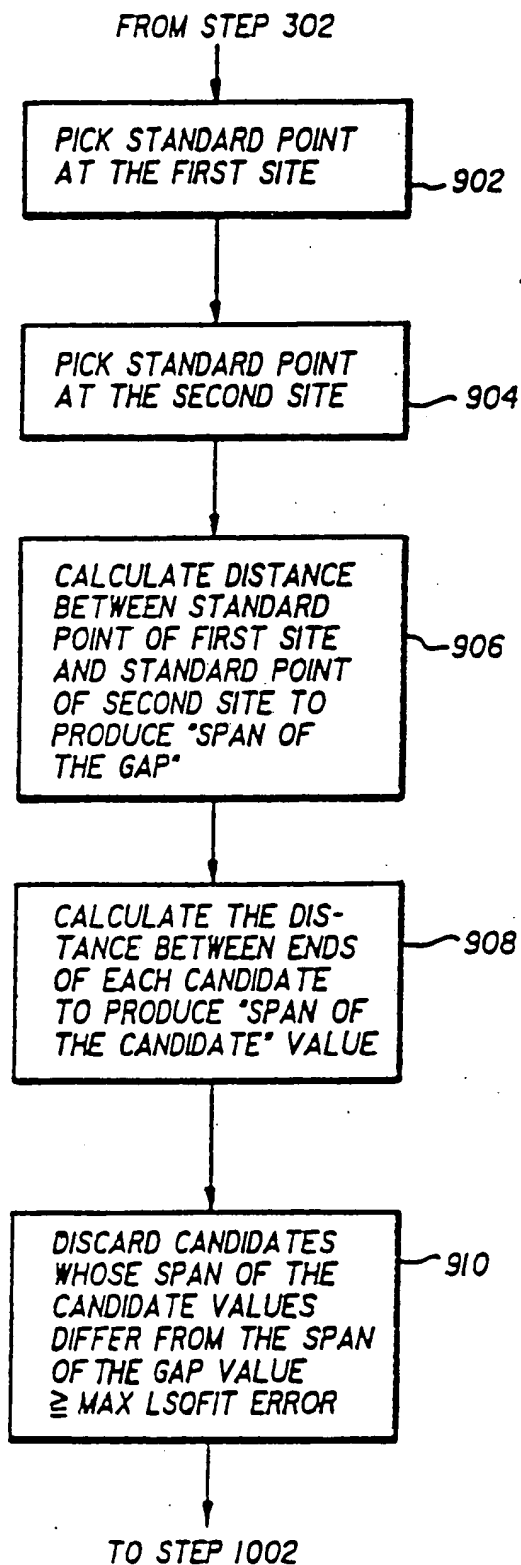 FROM STEP 302
PICK STANDARD POINT
AT THE FIRST SITE
902
PICK STANDARD POINT
AT THE SECOND SITE
904
CALCULATE DISTANCE
BETWEEN STANDARD
POINT OF FIRST SITE
AND STANDARD POINT
OF SECOND SITE TO
PRODUCE "SPAN OF
THE GAP"
906
CALCULATE THE DIS-
TANCE BETWEEN ENDS
OF EACH CANDIDATE
TO PRODUCE "SPAN OF
THE CANDIDATE" VALUE
908
DISCARD CANDIDATES
WHOSE SPAN OF THE
CANDIDATE VALUES
DIFFER FROM THE SPAN
OF THE GAP VALUE
≧ MAX LSQFIT ERROR
910
TO STEP 1002